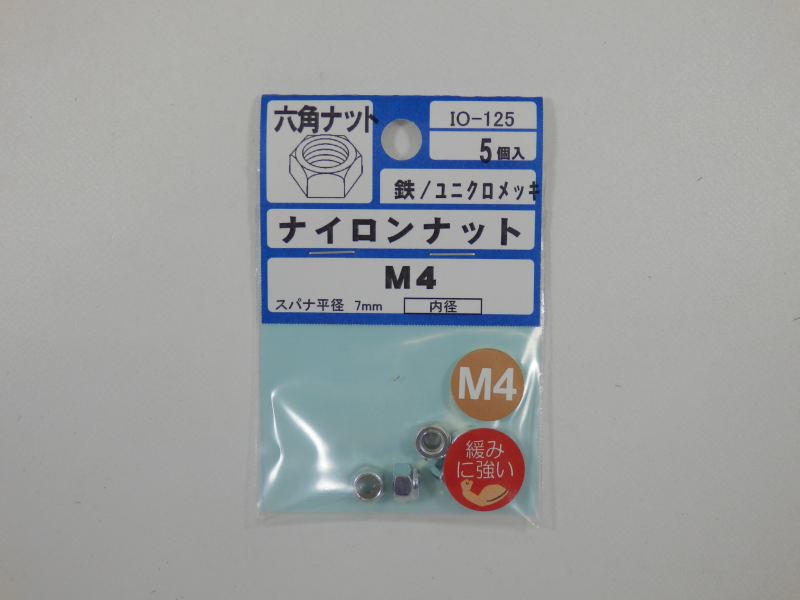 六角ナット
IO-125
5個入
鉄/ユニクロメッキ
ナイロンナット
M4
スパナ平径 7mm 内径
M4
緩み
に強い